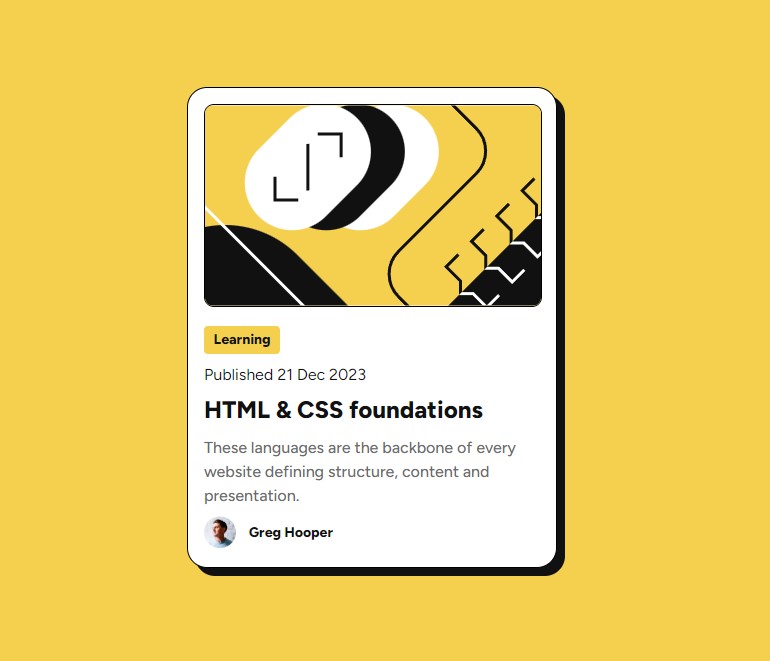 Learning
Published 21 Dec 2023
HTML & CSS foundations
These languages are the backbone of every
website defining structure, content and
presentation.
Greg Hooper